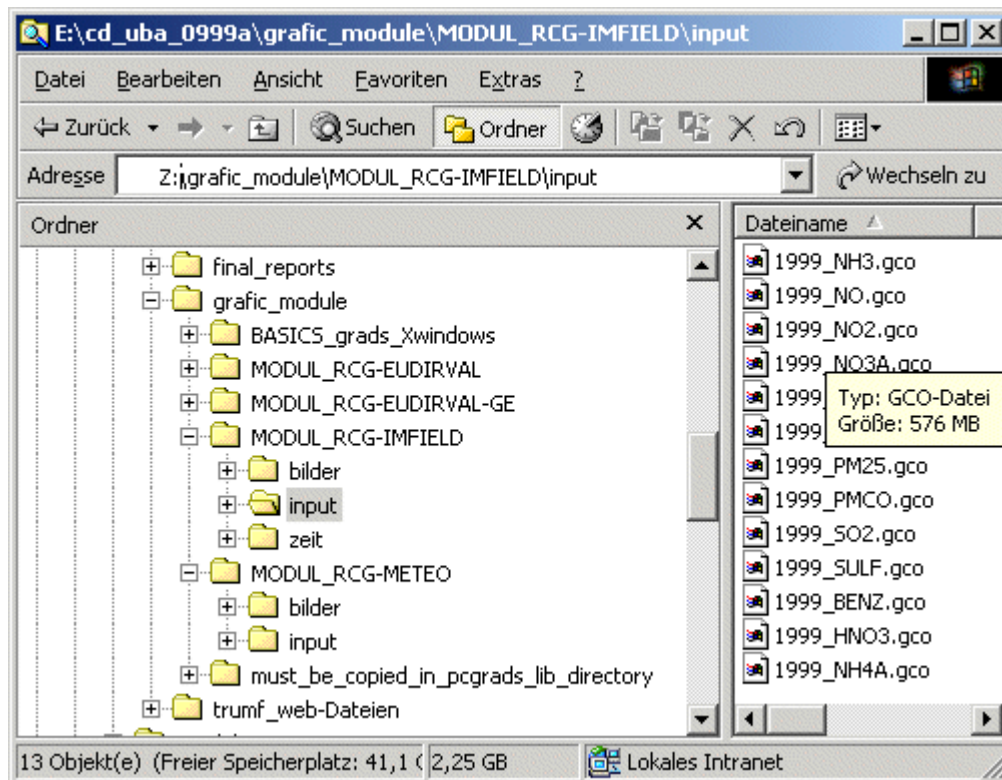 E:\cd_uba_0999a\grafic_module\MODUL_RCG-IMFIELD\input
Datei Bearbeiten Ansicht Favoriten Extras ?
Zurück Suchen Ordner
Adresse Z:\grafic_module\MODUL_RCG-IMFIELD\input Wechseln zu
Ordner
final_reports
grafic_module
BASICS_grads_Xwindows
MODUL_RCG-EUDIRVAL
MODUL_RCG-EUDIRVAL-GE
MODUL_RCG-IMFIELD
bilder
input
zeit
MODUL_RCG-METEO
bilder
input
must_be_copied_in_pcgrads_lib_directory
trumf_web-Dateien
Dateiname
1999_NH3.gco
1999_NO.gco
1999_NO2.gco
1999_NO3A.gco
1999_
1999_
Typ: GCO-Datei
Größe: 576 MB
1999_PM25.gco
1999_PMCO.gco
1999_SO2.gco
1999_SULF.gco
1999_BENZ.gco
1999_HNO3.gco
1999_NH4A.gco
13 Objekt(e) (Freier Speicherplatz: 41,1 2,25 GB Lokales Intranet